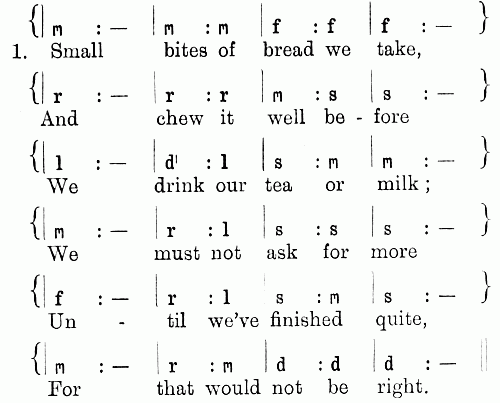 {| m : — | m : m | f : f | f : — }
1. Small bites of bread we take,
{| r : — | r : r | m : s | s : — }
And chew it well be - fore
{| l : — | d' : l | s : m | m : — }
We drink our tea or milk ;
{| m : — | r : l | s : s | s : — }
We must not ask for more
{| f : — | r : l | s : m | s : — }
Un - til we've finished quite,
{| m : — | r : m | d : d | d : — ||
For that would not be right.